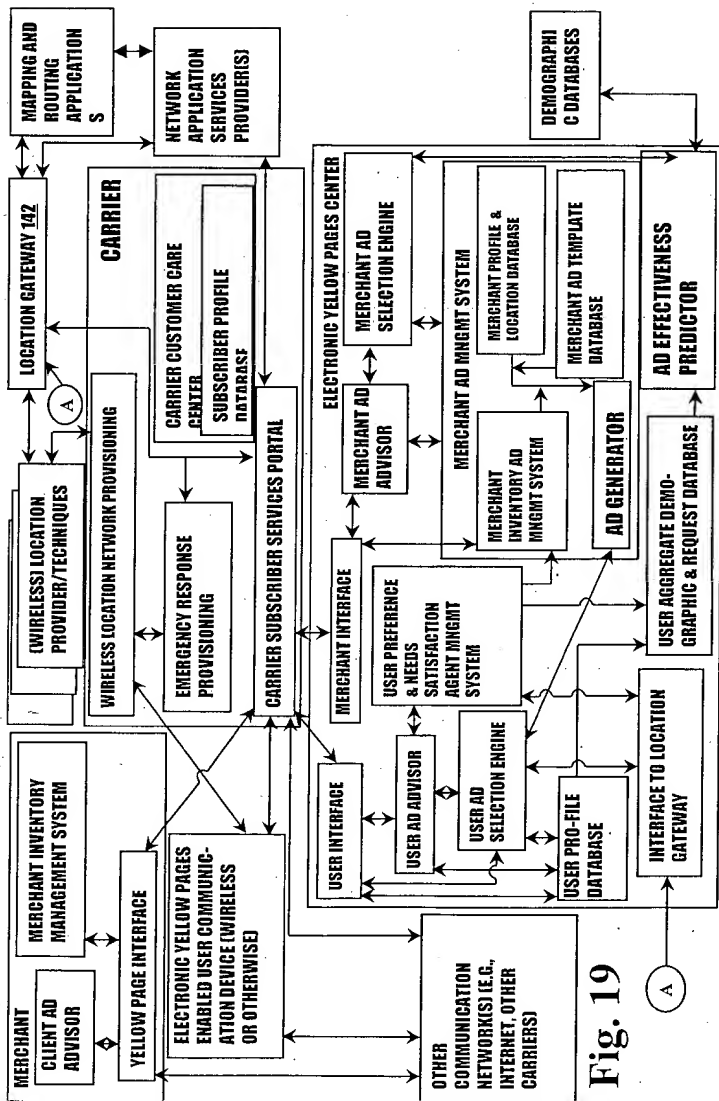 MERCHANT
CLIENT AD
ADVISOR
MERCHANT INVENTORY
MANAGEMENT SYSTEM
YELLOW PAGE INTERFACE
ELECTRONIC YELLOW PAGES
ENABLED USER COMMUNIC-
ATION DEVICE (WIRELESS
OR OTHERWISE)
OTHER
COMMUNICATION
NETWORK(S) (E.G.,
INTERNET, OTHER
CARRIERS)
(WIRELESS) LOCATION
PROVIDER/TECHNIQUES
LOCATION GATEWAY 142
A
MAPPING AND
ROUTING
APPLICATION
S
NETWORK
APPLICATION
SERVICES
PROVIDER(S)
CARRIER
WIRELESS LOCATION NETWORK PROVISIONING
EMERGENCY RESPONSE
PROVISIONING
CARRIER CUSTOMER CARE
CENTER
SUBSCRIBER PROFILE
DATABASE
CARRIER SUBSCRIBER SERVICES PORTAL
ELECTRONIC YELLOW PAGES CENTER
USER INTERFACE
MERCHANT INTERFACE
MERCHANT AD
ADVISOR
MERCHANT AD
SELECTION ENGINE
USER AD ADVISOR
USER PREFERENCE
& NEEDS
SATISFACTION
AGENT MNGMT
SYSTEM
MERCHANT AD MNGMT SYSTEM
MERCHANT
INVENTORY AD
MNGMT SYSTEM
MERCHANT PROFILE &
LOCATION DATABASE
MERCHANT AD TEMPLATE
DATABASE
AD GENERATOR
USER AD
SELECTION ENGINE
USER PRO-FILE
DATABASE
INTERFACE TO LOCATION
GATEWAY
USER AGGREGATE DEMO-
GRAPHIC & REQUEST DATABASE
AD EFFECTIVENESS
PREDICTOR
DEMOGRAPHI
C DATABASES
A
Fig. 19